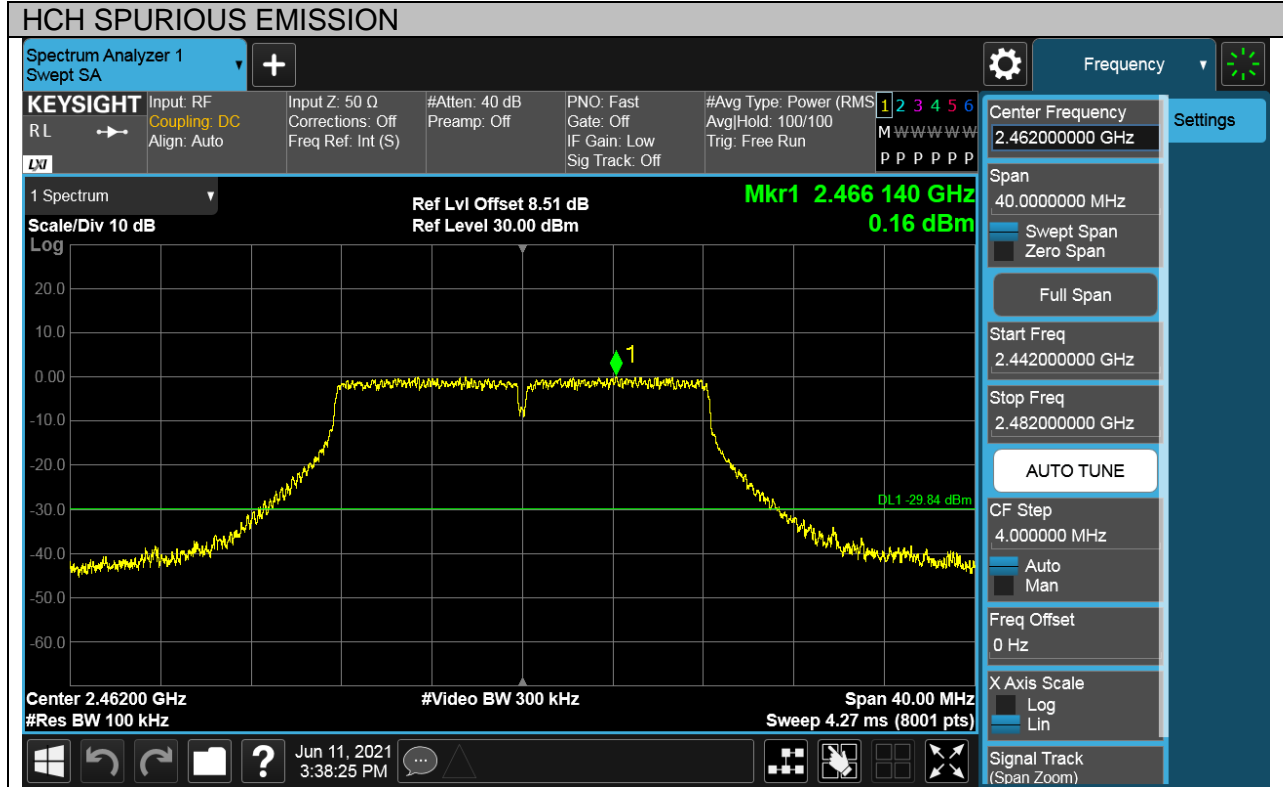 HCH SPURIOUS EMISSION
Spectrum Analyzer 1
Swept SA
+
Frequency
KEYSIGHT
RL
LXI
Input: RF
Coupling: DC
Align: Auto
Input Z: 50 Ω
Corrections: Off
Freq Ref: Int (S)
#Atten: 40 dB
Preamp: Off
PNO: Fast
Gate: Off
IF Gain: Low
Sig Track: Off
#Avg Type: Power (RMS
Avg|Hold: 100/100
Trig: Free Run
1 2 3 4 5 6
M W W W W W
P P P P P P
1 Spectrum
Scale/Div 10 dB
Ref Lvl Offset 8.51 dB
Ref Level 30.00 dBm
Mkr1 2.466 140 GHz
0.16 dBm
Log
20.0
10.0
0.00
-10.0
-20.0
-30.0
-40.0
-50.0
-60.0
1
DL1 -29.84 dBm
Center 2.46200 GHz
#Res BW 100 kHz
#Video BW 300 kHz
Span 40.00 MHz
Sweep 4.27 ms (8001 pts)
?
Jun 11, 2021
3:38:25 PM
Center Frequency
2.462000000 GHz
Settings
Span
40.0000000 MHz
Swept Span
Zero Span
Full Span
Start Freq
2.442000000 GHz
Stop Freq
2.482000000 GHz
AUTO TUNE
CF Step
4.000000 MHz
Auto
Man
Freq Offset
0 Hz
X Axis Scale
Log
Lin
Signal Track
(Span Zoom)